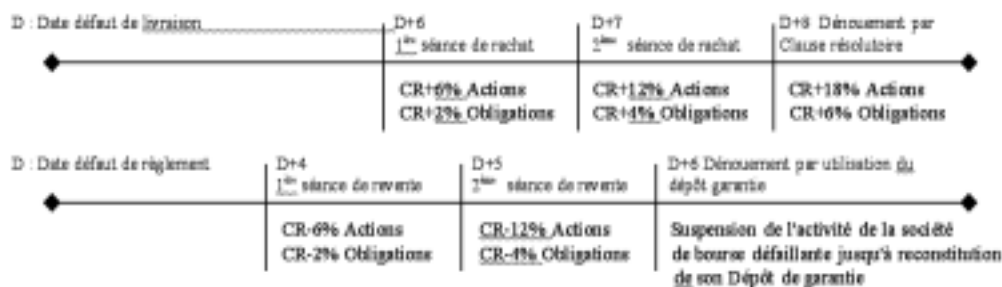 D : Date défaut de livraison
D+6
1ère séance de rachat
D+7
2ème séance de rachat
D+8 Dénouement par
Clause résolutoire
CR+6% Actions
CR+2% Obligations
CR+12% Actions
CR+4% Obligations
CR+18% Actions
CR+6% Obligations
D : Date défaut de règlement
D+4
1ère séance de revente
D+5
2ème séance de revente
D+6 Dénouement par utilisation du
dépôt garantie
CR-6% Actions
CR-2% Obligations
CR-12% Actions
CR-4% Obligations
Suspension de l'activité de la société
de bourse défaillante jusqu'à reconstitution
de son Dépôt de garantie